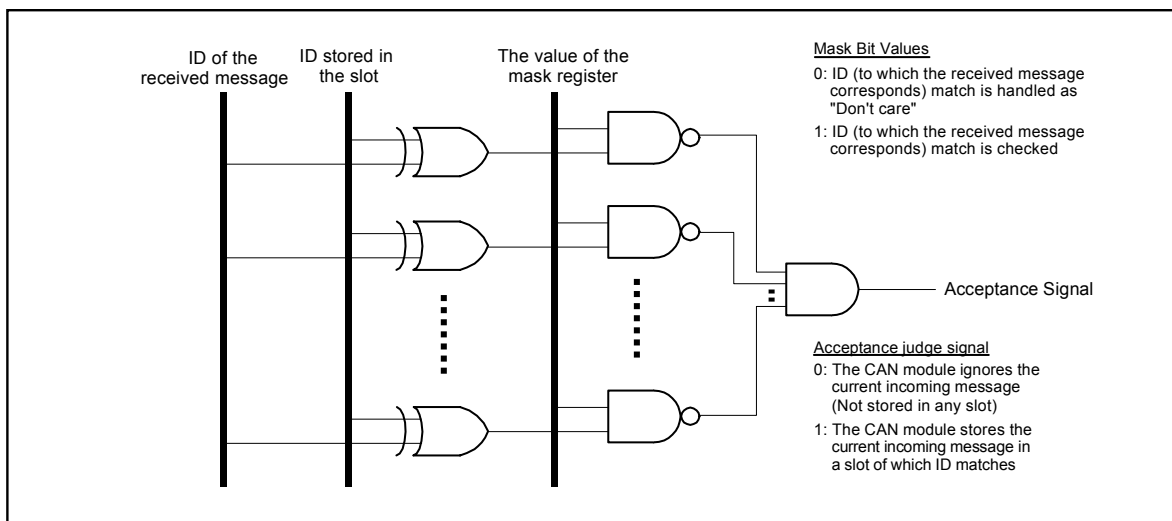 ID of the
received message
ID stored in
the slot
The value of the
mask register
Mask Bit Values
0: ID (to which the received message
corresponds) match is handled as
"Don't care"
1: ID (to which the received message
corresponds) match is checked
Acceptance Signal
Acceptance judge signal
0: The CAN module ignores the
current incoming message
(Not stored in any slot)
1: The CAN module stores the
current incoming message in
a slot of which ID matches